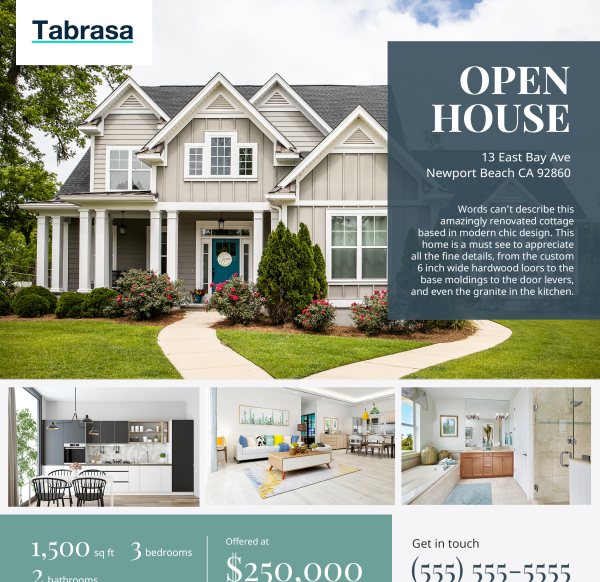 Tabrasa
OPEN
HOUSE
13 East Bay Ave
Newport Beach CA 92860
Words can't describe this
amazingly renovated cottage
based in modern chic design. This
home is a must see to appreciate
all the fine details, from the custom
6 inch wide hardwood loors to the
base moldings to the door levers,
and even the granite in the kitchen.
1,500 sq ft 3 bedrooms
2 bathrooms
Offered at
$250,000
Get in touch
(555) 555-5555